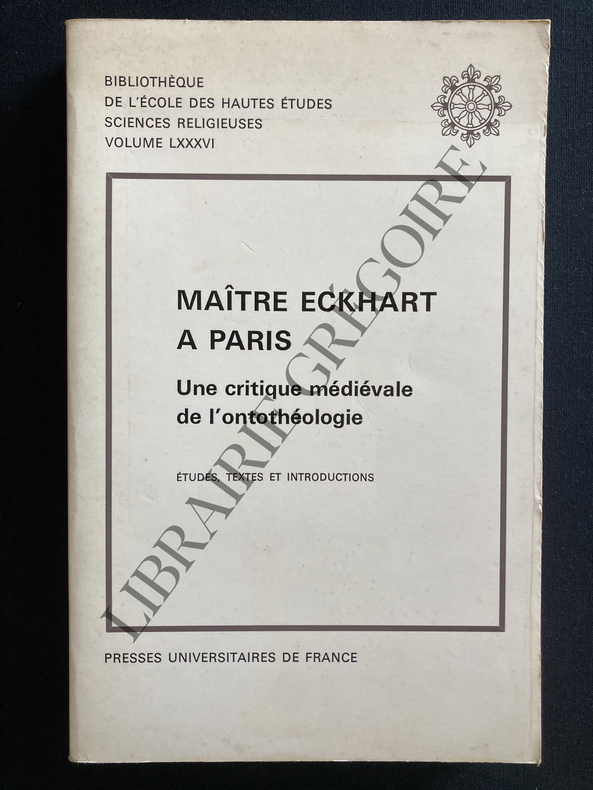 BIBLIOTHÈQUE
DE L'ÉCOLE DES HAUTES ÉTUDES
SCIENCES RELIGIEUSES
VOLUME LXXXVI
MAÎTRE ECKHART
A PARIS
Une critique médiévale
de l'ontothéologie
ÉTUDES, TEXTES ET INTRODUCTIONS
PRESSES UNIVERSITAIRES DE FRANCE
LIBRAIRIE GRÉGOIRE